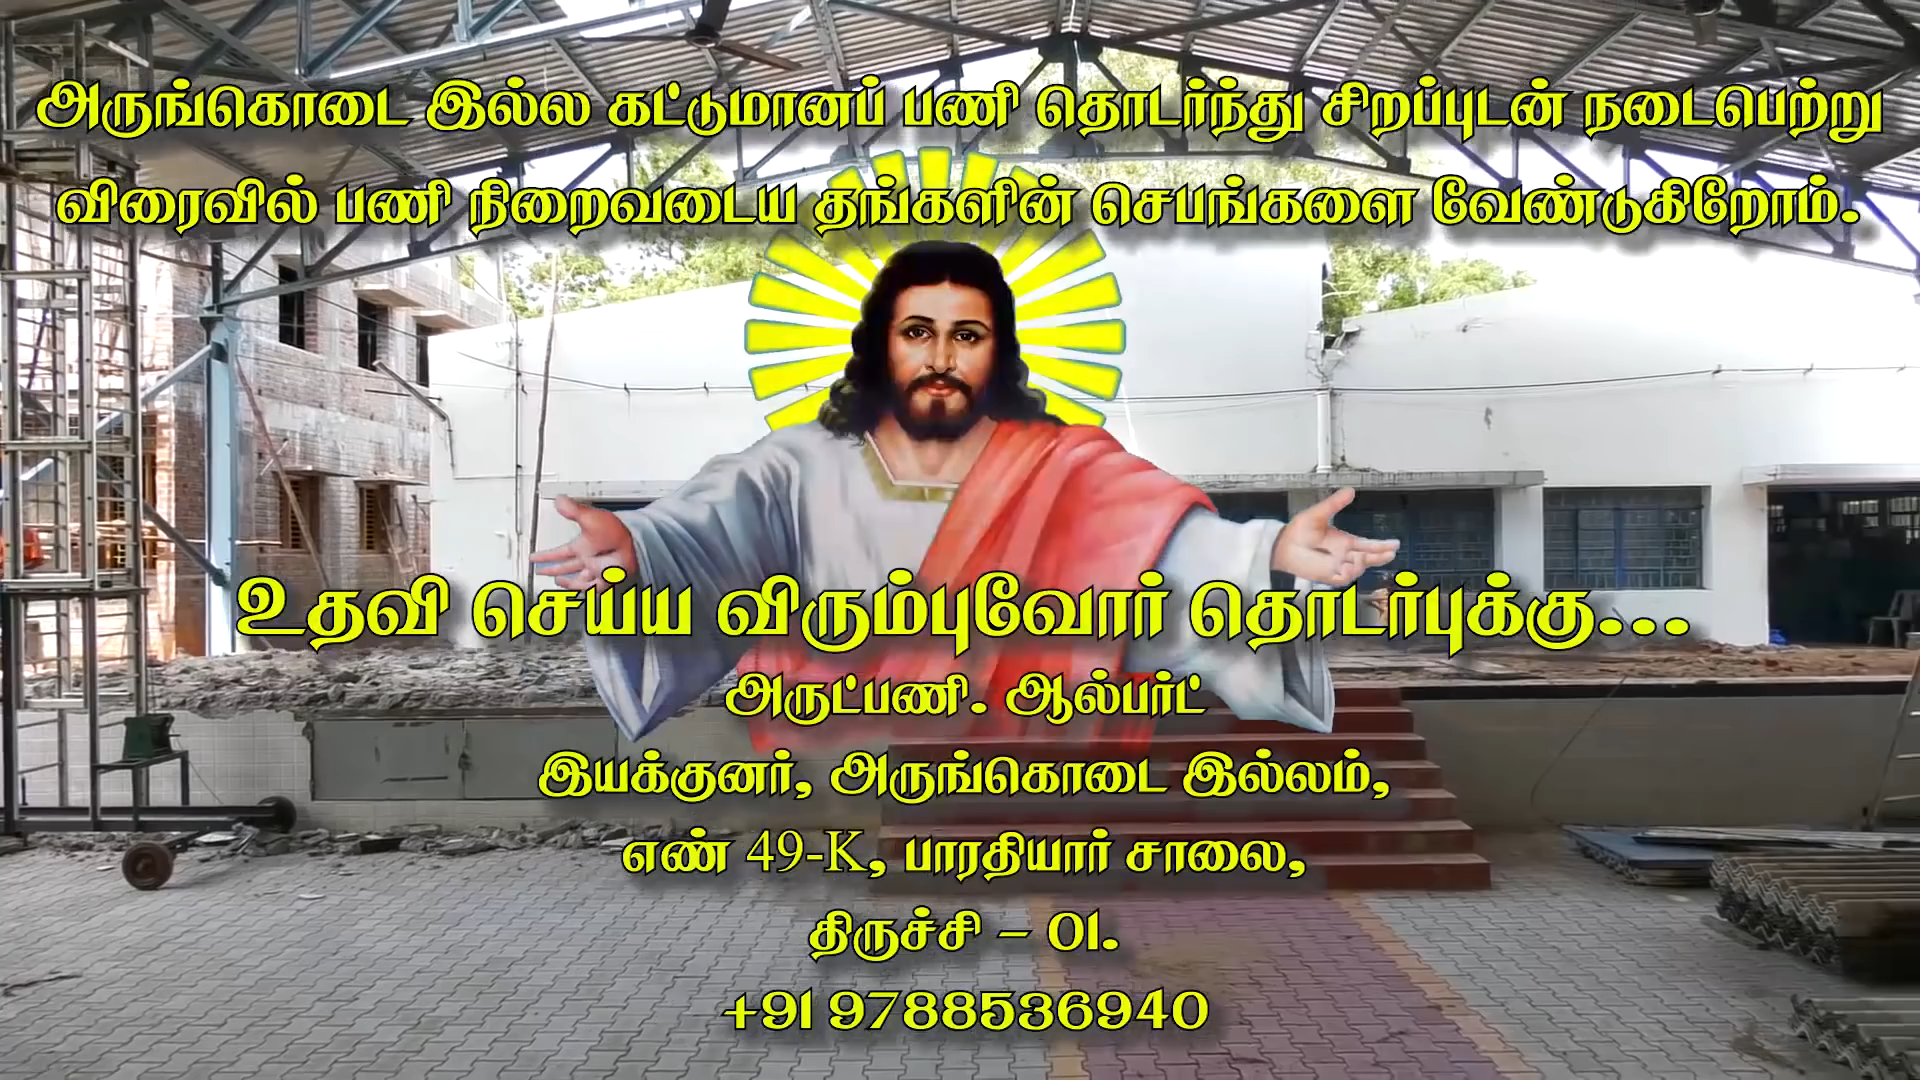 அருங்கொடை இல்ல கட்டுமானப் பணி தொடர்ந்து சிறப்புடன் நடைபெற்று
விரைவில் பணி நிறைவடைய தங்களின் செபங்களை வேண்டுகிறோம்.
உதவி செய்ய விரும்புவோர் தொடர்புக்கு...
அருட்பணி. ஆல்பர்ட்
இயக்குனர், அருங்கொடை இல்லம்,
எண் 49-K, பாரதியார் சாலை,
திருச்சி – 01.
+91 9788536940